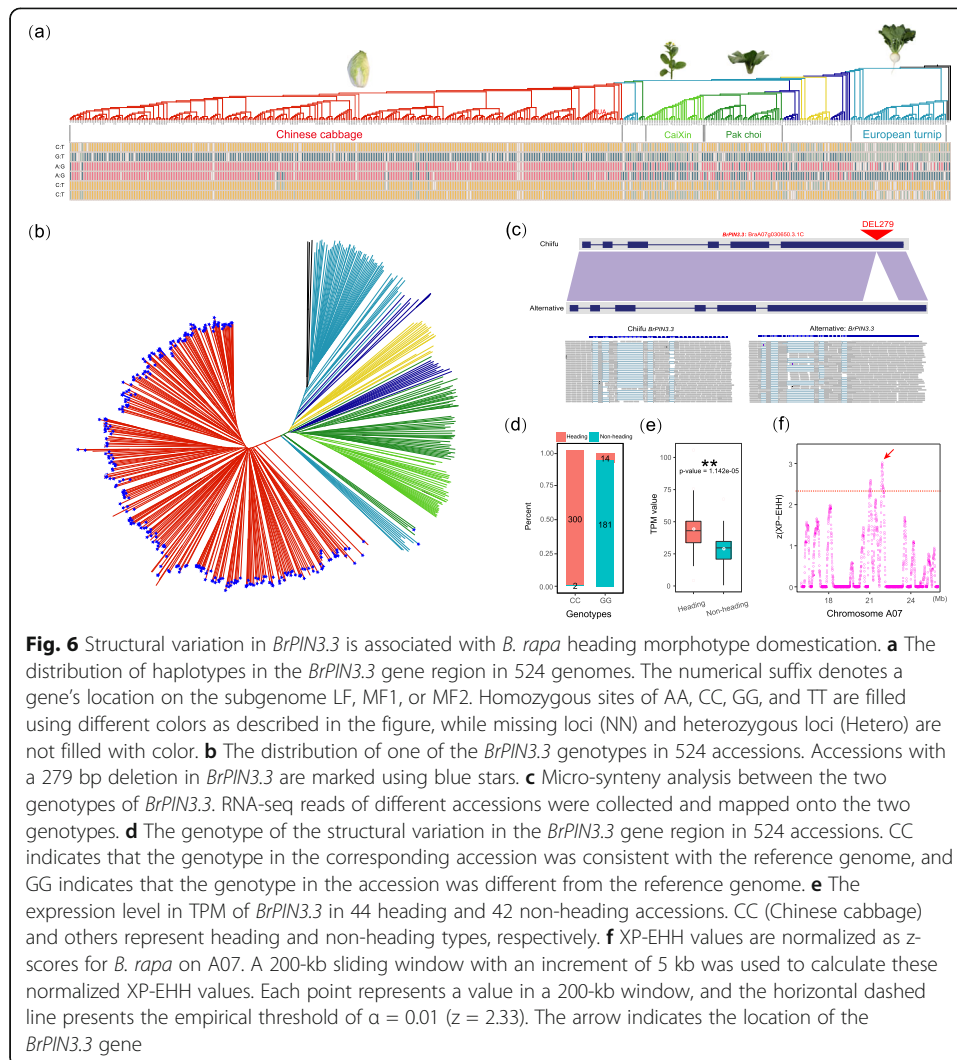 (a)
Chinese cabbage
CaiXin
Pak choi
European turnip
C:T
G:T
A:G
A:G
C:T
C:T
(b)
(c)
DEL279
BrPIN3.3: BraA07g030650.3.1C
Chiifu
Alternative
Chiifu BrPIN3.3
Alternative: BrPIN3.3
(d)
Heading
Non-heading
Percent
1.00
0.75
0.50
0.25
0.00
14
300
181
2
CC
GG
Genotypes
(e)
**
p-value = 1.142e-05
TPM value
100
75
50
25
0
Heading
Non-heading
(f)
z(XP-EHH)
3
2
1
0
18
21
24
(Mb)
Chromosome A07
Fig. 6 Structural variation in BrPIN3.3 is associated with B. rapa heading morphotype domestication. a The
distribution of haplotypes in the BrPIN3.3 gene region in 524 genomes. The numerical suffix denotes a
gene's location on the subgenome LF, MF1, or MF2. Homozygous sites of AA, CC, GG, and TT are filled
using different colors as described in the figure, while missing loci (NN) and heterozygous loci (Hetero) are
not filled with color. b The distribution of one of the BrPIN3.3 genotypes in 524 accessions. Accessions with
a 279 bp deletion in BrPIN3.3 are marked using blue stars. c Micro-synteny analysis between the two
genotypes of BrPIN3.3. RNA-seq reads of different accessions were collected and mapped onto the two
genotypes. d The genotype of the structural variation in the BrPIN3.3 gene region in 524 accessions. CC
indicates that the genotype in the corresponding accession was consistent with the reference genome, and
GG indicates that the genotype in the accession was different from the reference genome. e The
expression level in TPM of BrPIN3.3 in 44 heading and 42 non-heading accessions. CC (Chinese cabbage)
and others represent heading and non-heading types, respectively. f XP-EHH values are normalized as z-
scores for B. rapa on A07. A 200-kb sliding window with an increment of 5 kb was used to calculate these
normalized XP-EHH values. Each point represents a value in a 200-kb window, and the horizontal dashed
line presents the empirical threshold of α = 0.01 (z = 2.33). The arrow indicates the location of the
BrPIN3.3 gene